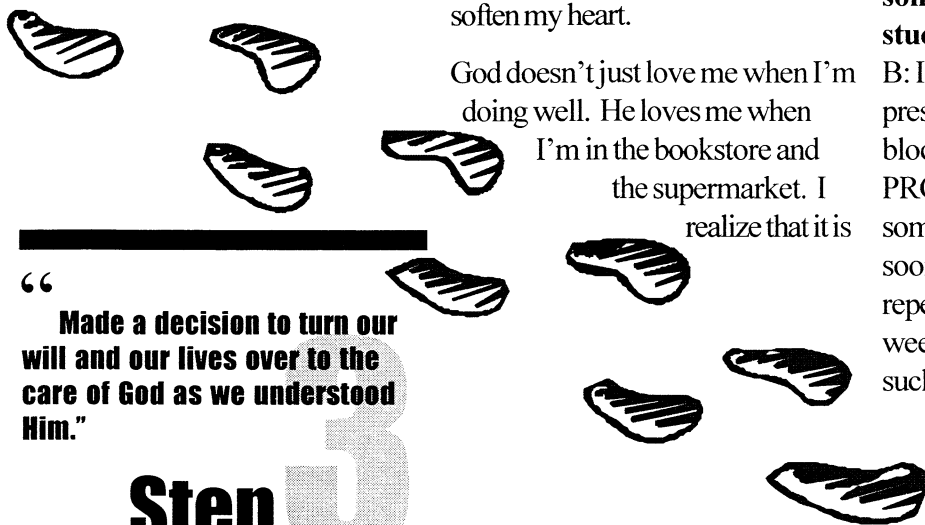 soften my heart.
God doesn't just love me when I'm
doing well. He loves me when
I'm in the bookstore and
the supermarket. I
realize that it is
“
Made a decision to turn our
will and our lives over to the
care of God as we understood
Him.”
3
Step
B: I